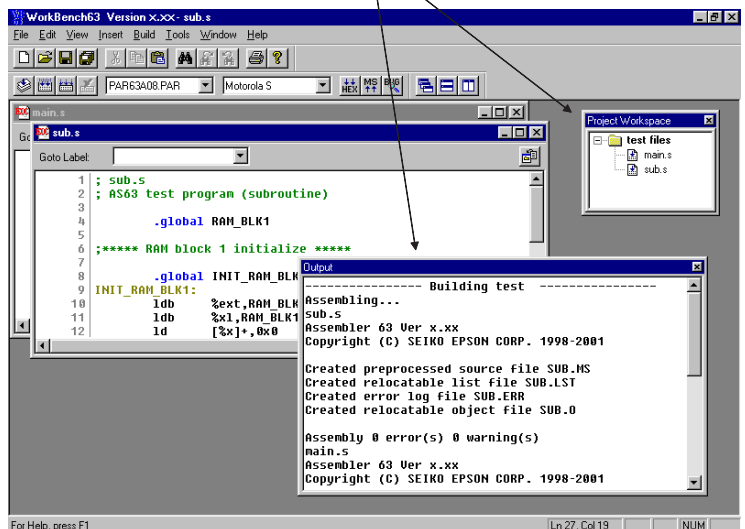 WorkBench63 Version X.XX- sub.s
File Edit View Insert Build Tools Window Help
PAR63A08.PAR Motorola S HEX MS BUG
main.s
Go
sub.s
Goto Label:
1 ; sub.s
2 ; AS63 test program (subroutine)
3
4 .global RAM_BLK1
5
6 ;***** RAM block 1 initialize *****
7
8 .global INIT_RAM_BLK
9 INIT_RAM_BLK1:
10 ldb %ext,RAM_BLK
11 ldb %xl,RAM_BLK1
12 ld [%x]+,0x0
Project Workspace
test files
main.s
sub.s
Output
---------------- Building test ----------------
Assembling...
sub.s
Assembler 63 Ver x.xx
Copyright (C) SEIKO EPSON CORP. 1998-2001
Created preprocessed source file SUB.MS
Created relocatable list file SUB.LST
Created error log file SUB.ERR
Created relocatable object file SUB.O
Assembly 0 error(s) 0 warning(s)
main.s
Assembler 63 Ver x.xx
Copyright (C) SEIKO EPSON CORP. 1998-2001
For Help, press F1 Ln 27, Col 19 NUM